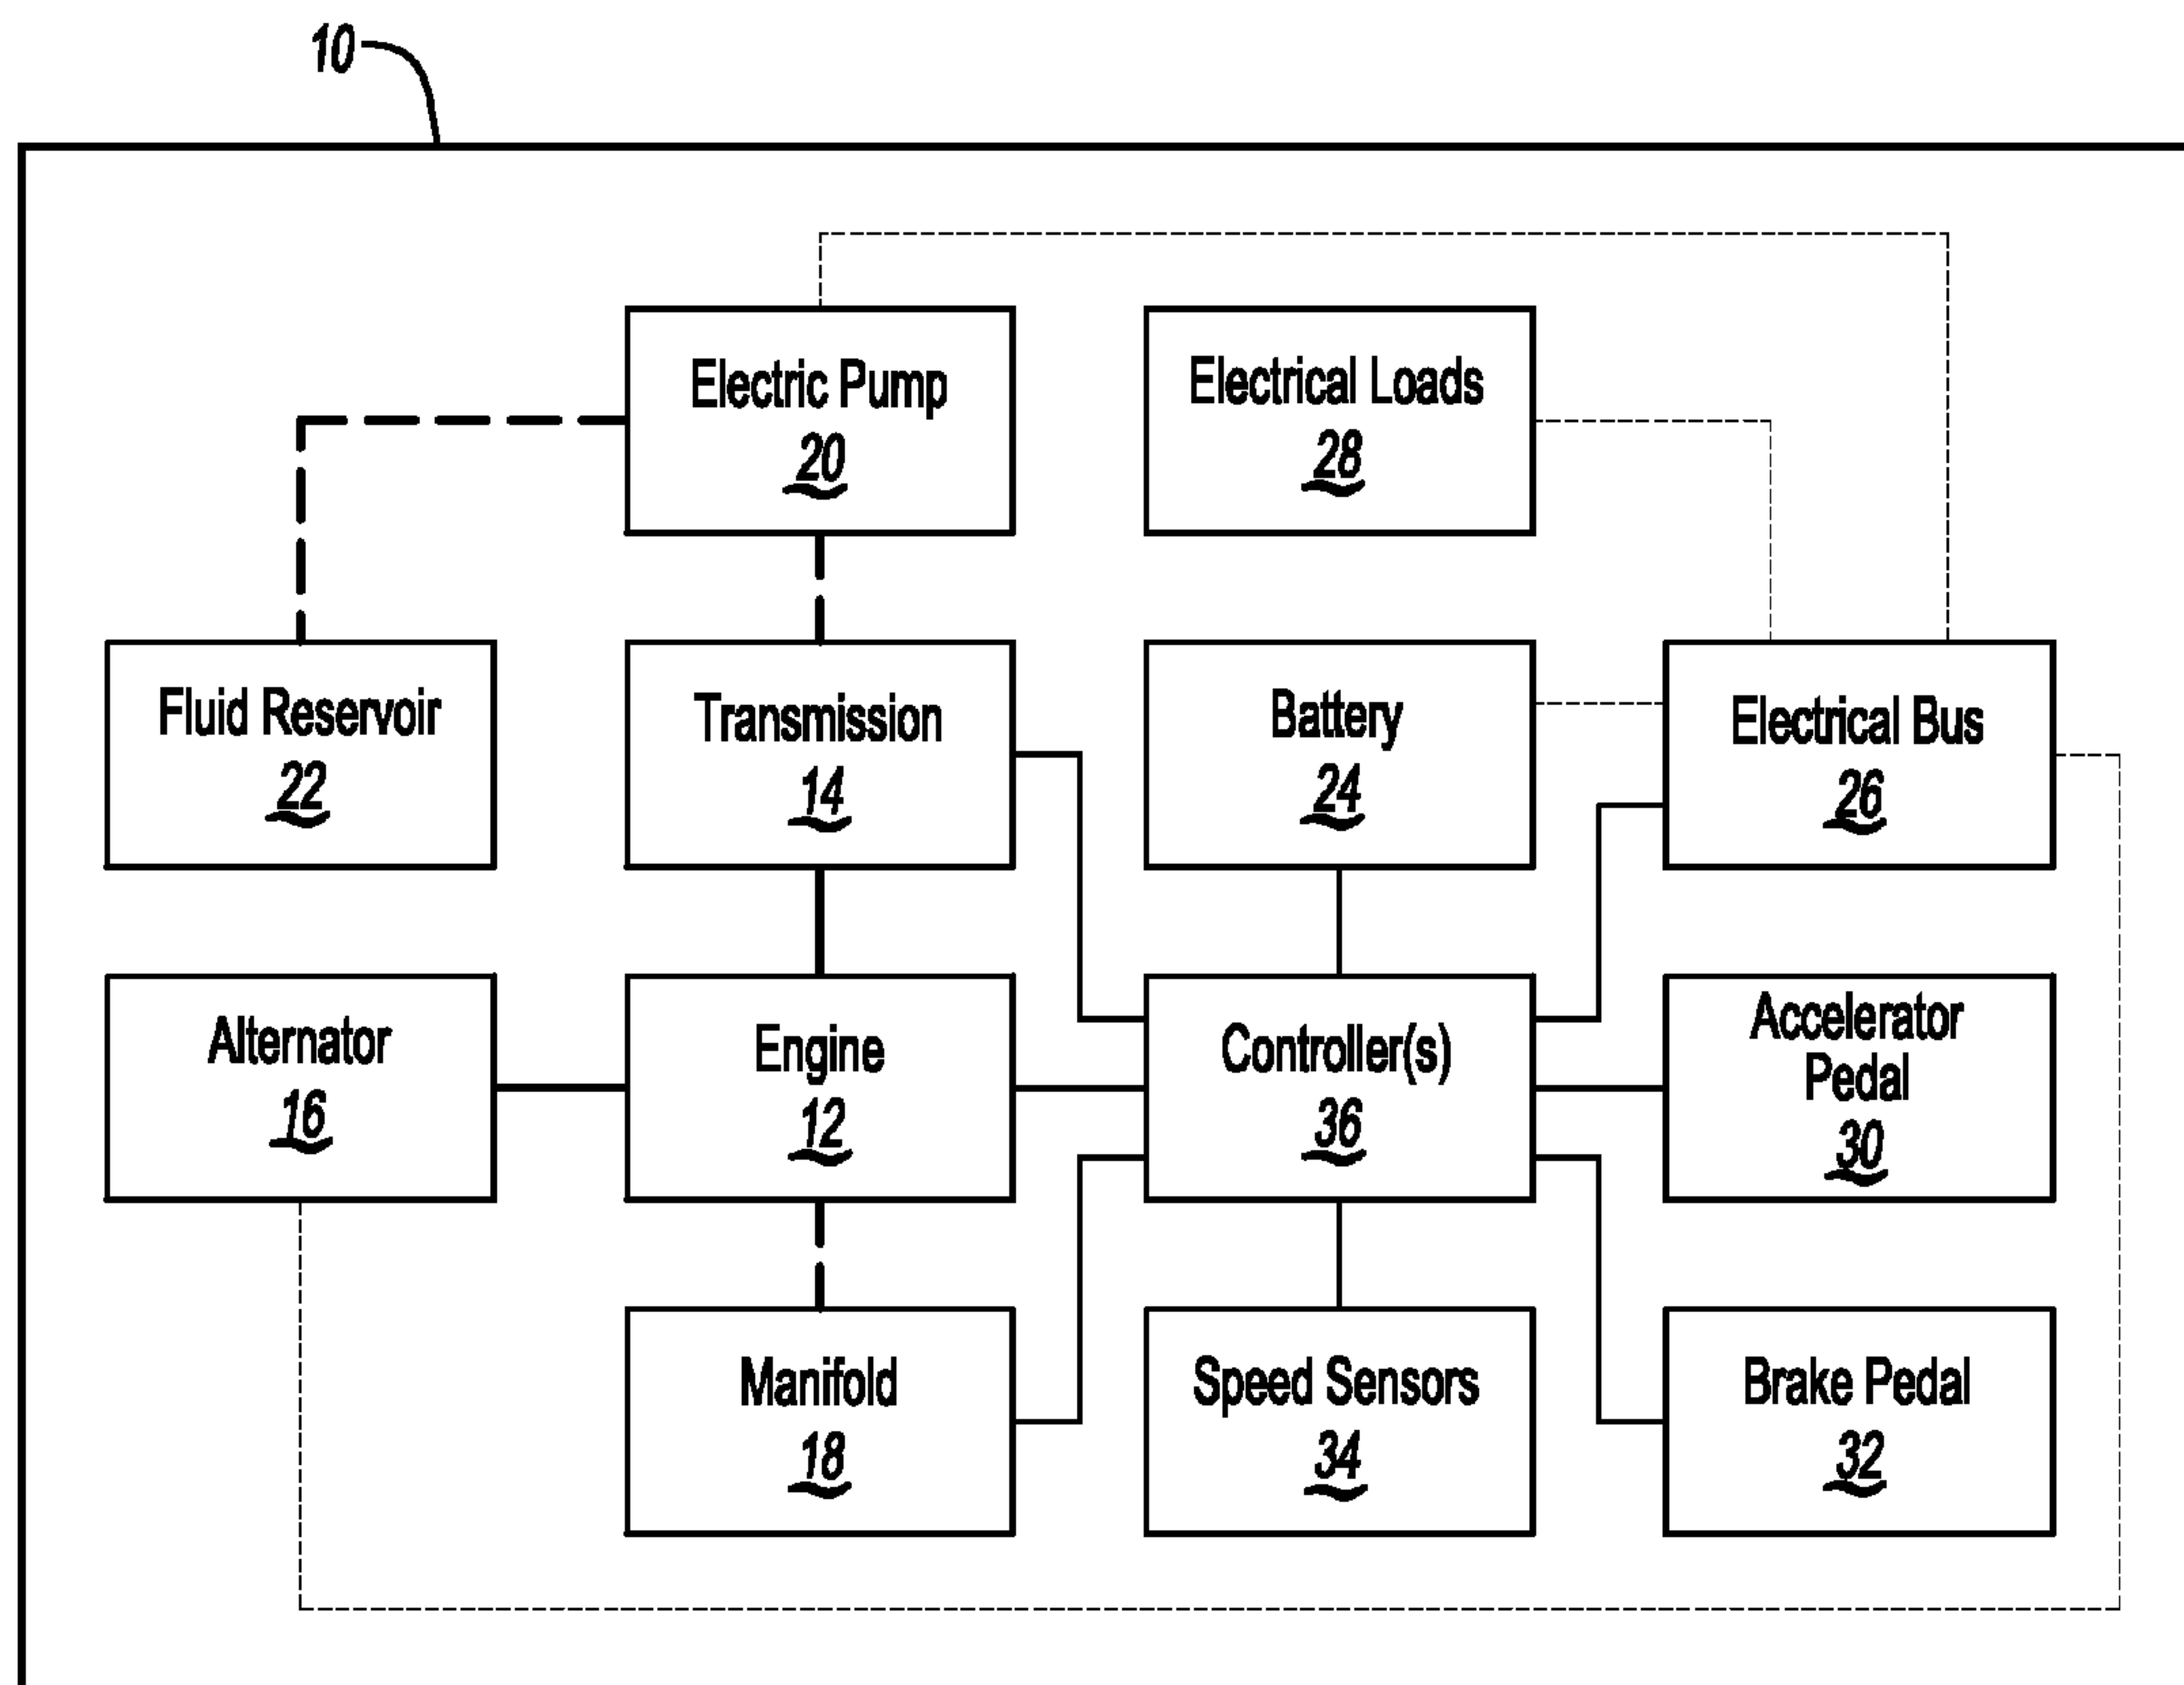 10
Electric Pump
20
Electrical Loads
28
Fluid Reservoir
22
Transmission
14
Battery
24
Electrical Bus
26
Alternator
16
Engine
12
Controller(s)
36
Accelerator
Pedal
30
Manifold
18
Speed Sensors
34
Brake Pedal
32